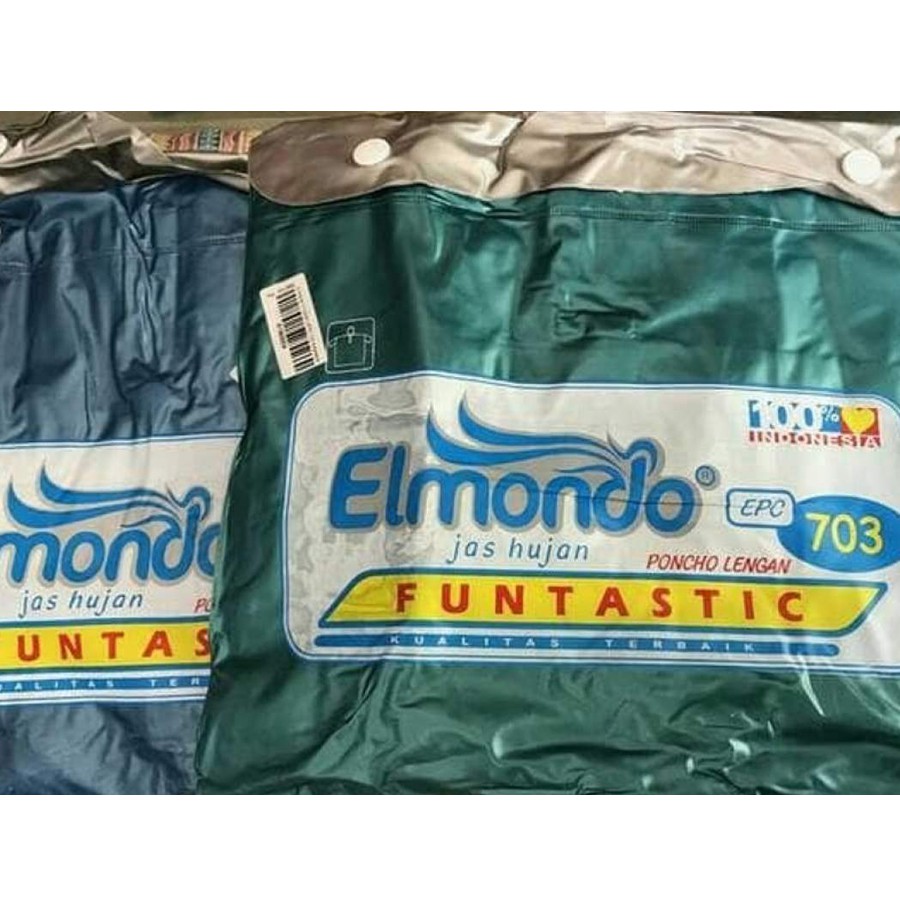 100% 
INDONESIA
Elmondo®
jas hujan
EPC 703
PONCHO LENGAN
FUNTASTIC
KUALITAS TERBAIK
mondo
jas hujan
UNTAS